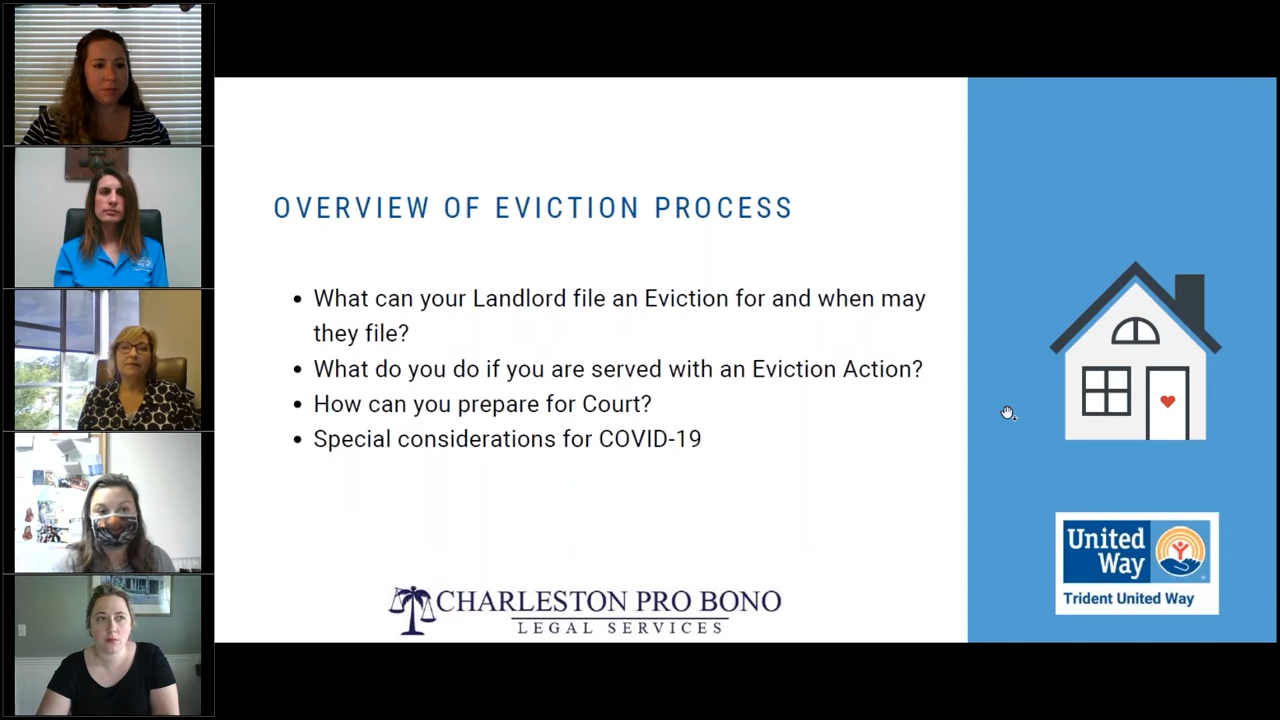 OVERVIEW OF EVICTION PROCESS
• What can your Landlord file an Eviction for and when may
they file?
• What do you do if you are served with an Eviction Action?
• How can you prepare for Court?
• Special considerations for COVID-19
CHARLESTON PRO BONO
LEGAL SERVICES
United
Way
Trident United Way